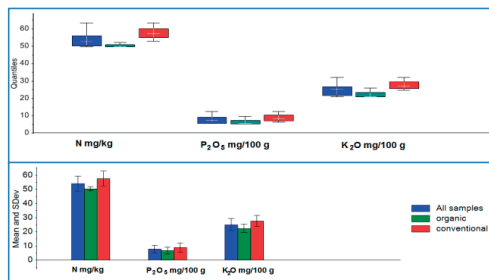 Quantiles
60
50
40
30
20
10
0
N mg/kg
P2O5 mg/100 g
K2O mg/100 g
Mean and SDev
60
50
40
30
20
10
0
N mg/kg
P2O5 mg/100 g
K2O mg/100 g
All samples
organic
conventional